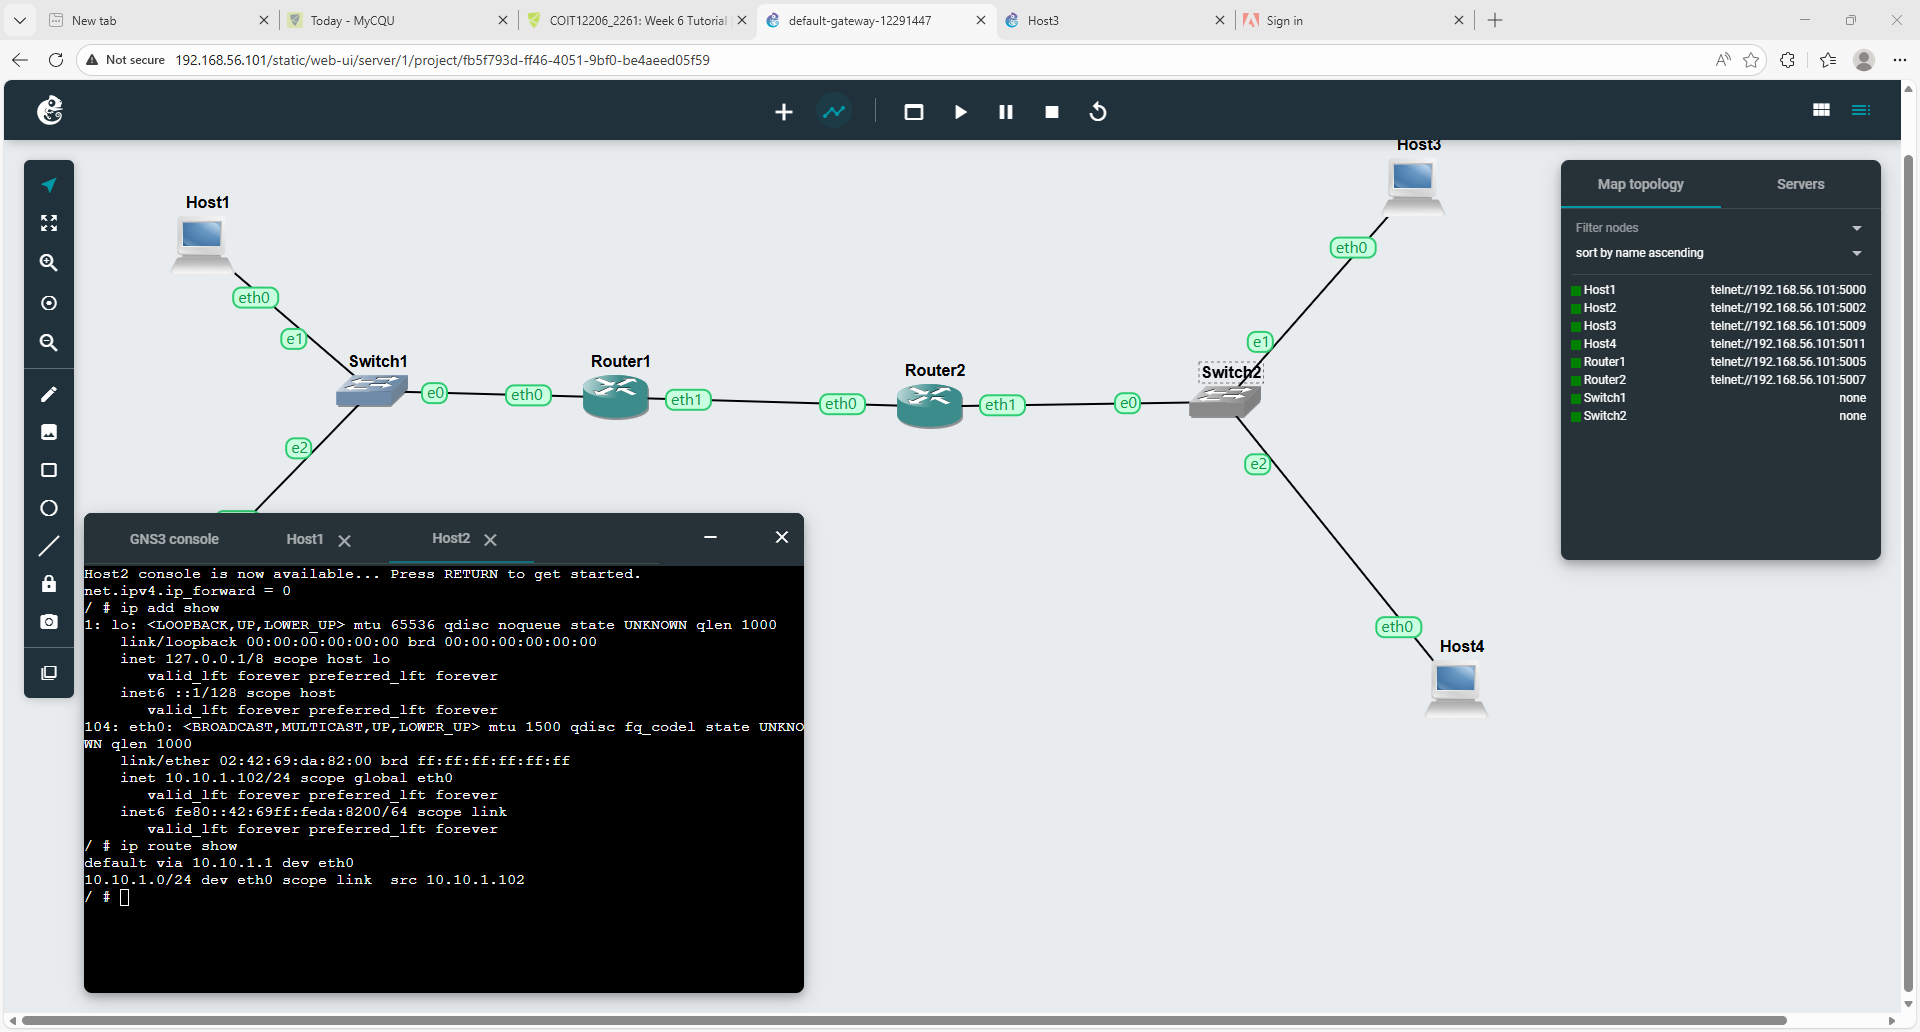 New tab
Today - MyCQU
COIT12206_2261: Week 6 Tutorial
default-gateway-12291447
Host3
Sign in
Not secure
192.168.56.101/static/web-ui/server/1/project/fb5f793d-ff46-4051-9bf0-be4aeed05f59
Host1
eth0
e1
Switch1
e0
e2
eth0
Router1
eth1
eth0
Router2
eth1
e0
Switch2
e1
e2
eth0
Host3
eth0
Host4
Map topology
Servers
Filter nodes
sort by name ascending
Host1 telnet://192.168.56.101:5000
Host2 telnet://192.168.56.101:5002
Host3 telnet://192.168.56.101:5009
Host4 telnet://192.168.56.101:5011
Router1 telnet://192.168.56.101:5005
Router2 telnet://192.168.56.101:5007
Switch1 none
Switch2 none
GNS3 console
Host1
Host2
Host2 console is now available... Press RETURN to get started.
net.ipv4.ip_forward = 0
/ # ip add show
1: lo: <LOOPBACK,UP,LOWER_UP> mtu 65536 qdisc noqueue state UNKNOWN qlen 1000
link/loopback 00:00:00:00:00:00 brd 00:00:00:00:00:00
inet 127.0.0.1/8 scope host lo
valid_lft forever preferred_lft forever
inet6 ::1/128 scope host
valid_lft forever preferred_lft forever
104: eth0: <BROADCAST,MULTICAST,UP,LOWER_UP> mtu 1500 qdisc fq_codel state UNKNO
WN qlen 1000
link/ether 02:42:69:da:82:00 brd ff:ff:ff:ff:ff:ff
inet 10.10.1.102/24 scope global eth0
valid_lft forever preferred_lft forever
inet6 fe80::42:69ff:feda:8200/64 scope link
valid_lft forever preferred_lft forever
/ # ip route show
default via 10.10.1.1 dev eth0
10.10.1.0/24 dev eth0 scope link  src 10.10.1.102
/ #